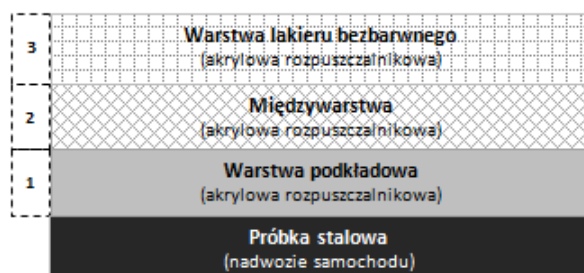 3
Warstwa lakieru bezbarwnego
(akrylowa rozpuszczalnikowa)
2
Międzywarstwa
(akrylowa rozpuszczalnikowa)
1
Warstwa podkładowa
(akrylowa rozpuszczalnikowa)
Próbka stalowa
(nadwozie samochodu)